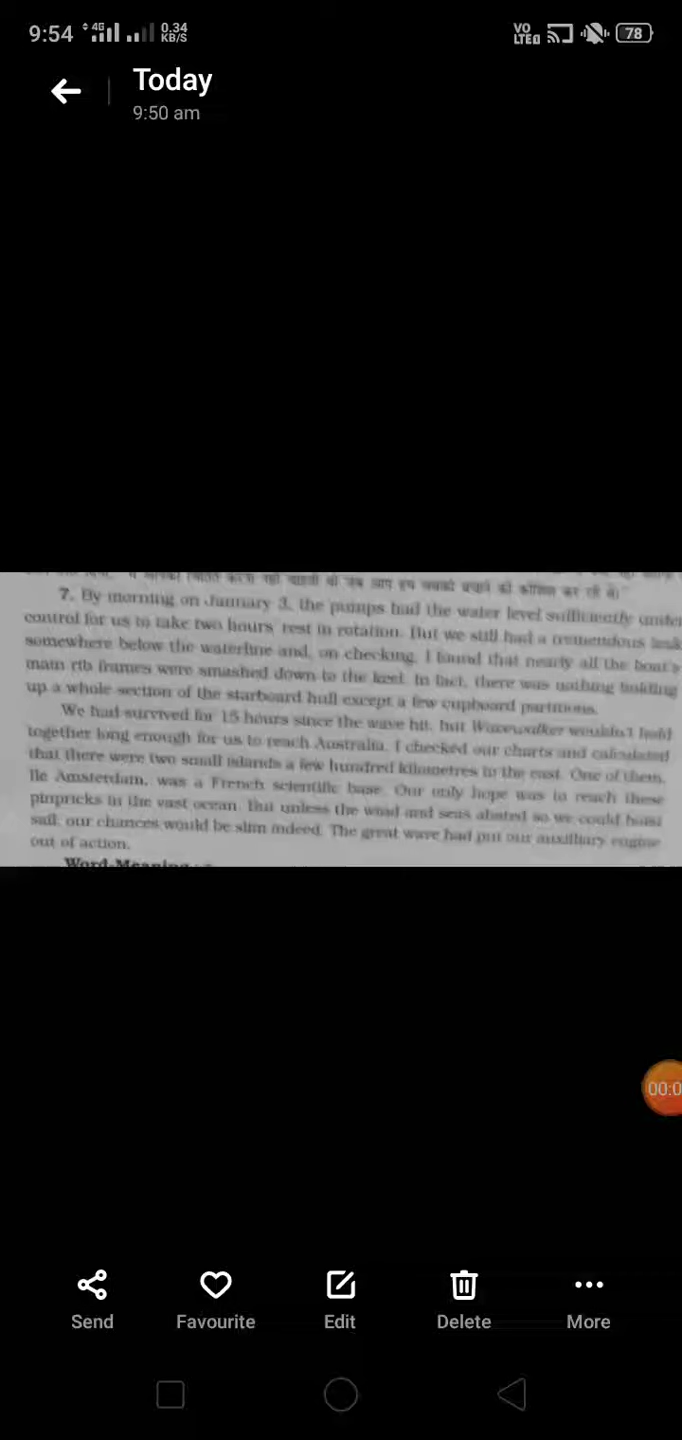 9:54 4G 0.34 KB/S VO LTE 78
Today
9:50 am
7. By morning on January 3, the pumps had the water level sufficiently under
control for us to take two hours' rest in rotation. But we still had a tremendous leak
somewhere below the waterline and, on checking, I found that nearly all the boat's
main rib frames were smashed down to the keel. In fact, there was nothing holding
up a whole section of the starboard hull except a few cupboard partitions.
We had survived for 15 hours since the wave hit, but Wavewalker wouldn't hold
together long enough for us to reach Australia. I checked our charts and calculated
that there were two small islands a few hundred kilometres to the east. One of them,
Ile Amsterdam, was a French scientific base. Our only hope was to reach these
pinpricks in the vast ocean. But unless the wind and seas abated so we could hoist
sail, our chances would be slim indeed. The great wave had put our auxiliary engine
out of action.
Word-Meaning
00:0
Send Favourite Edit Delete More